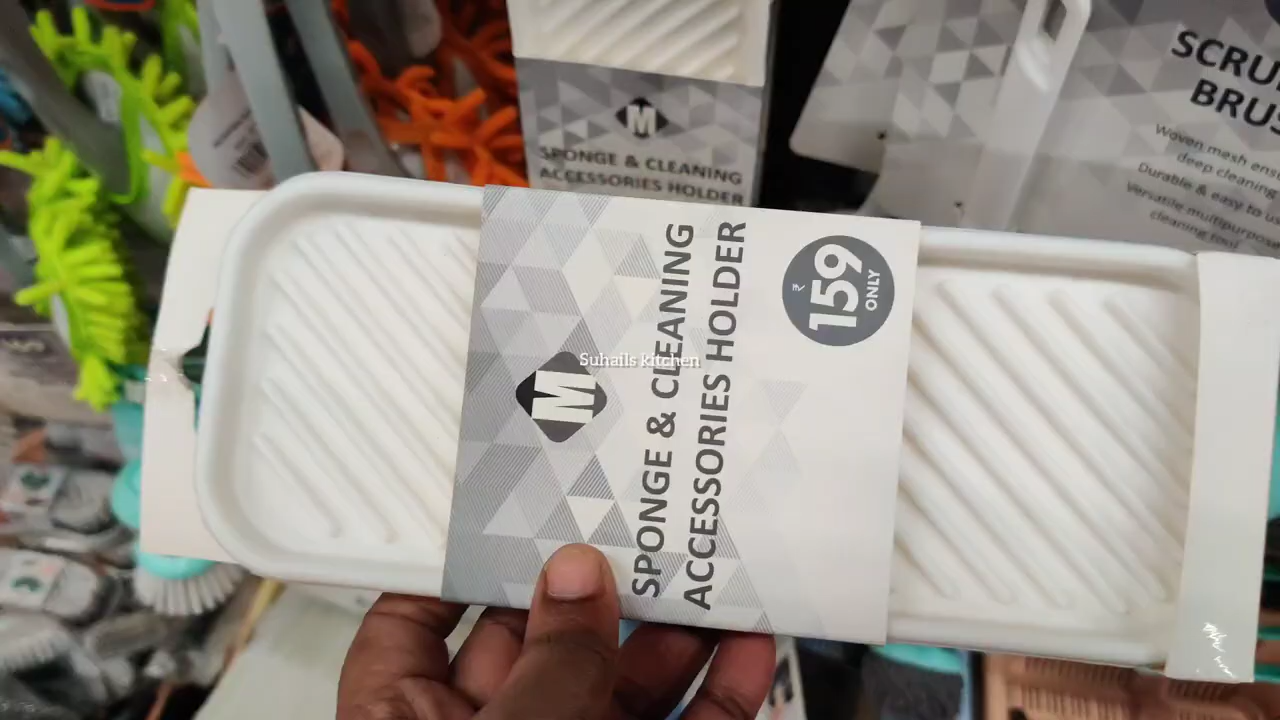 M
SPONGE & CLEANING
ACCESSORIES HOLDER
SCRU
BRUS
Woven mesh ens
deep cleaning
Durable & easy to us
Versatile multipurpose
cleaning tool
M
SPONGE & CLEANING
ACCESSORIES HOLDER
₹
159
ONLY
Suhails kitchen